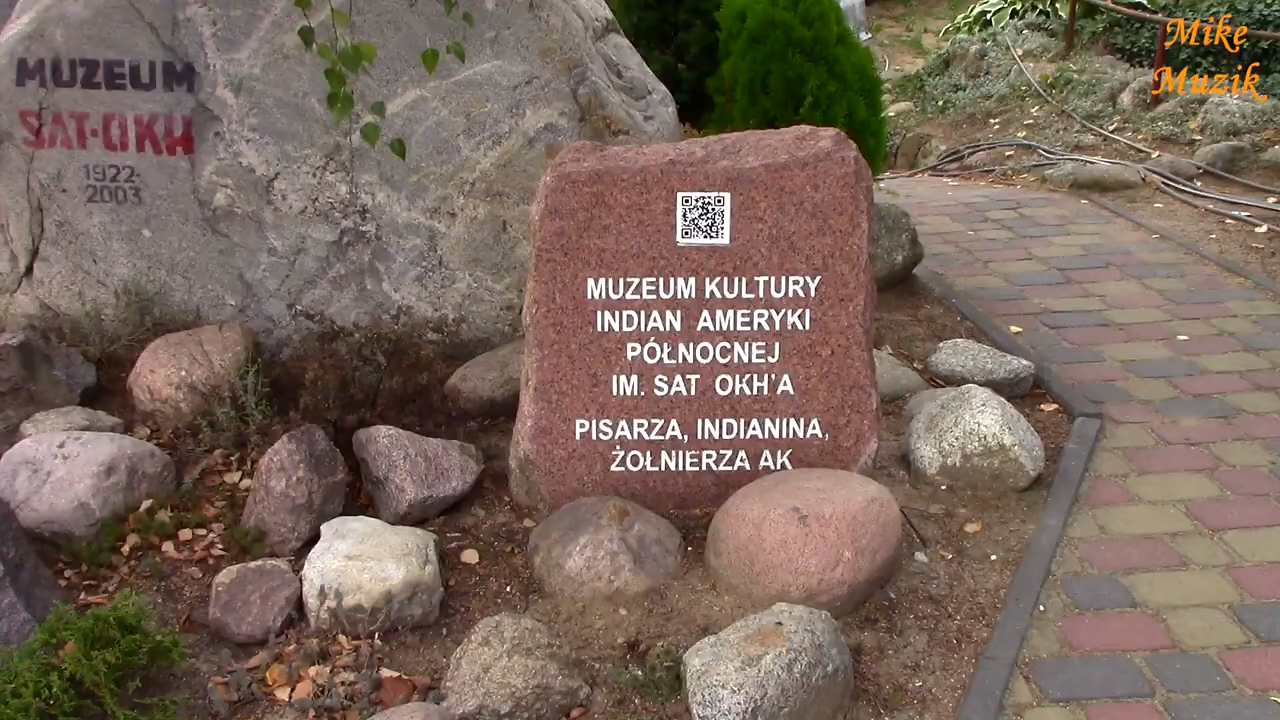 MUZEUM
SAT-OKH
1922-
2003
MUZEUM KULTURY
INDIAN AMERYKI
PÓŁNOCNEJ
IM. SAT OKH'A
PISARZA, INDIANINA,
ŻOŁNIERZA AK
Mike
Muzik